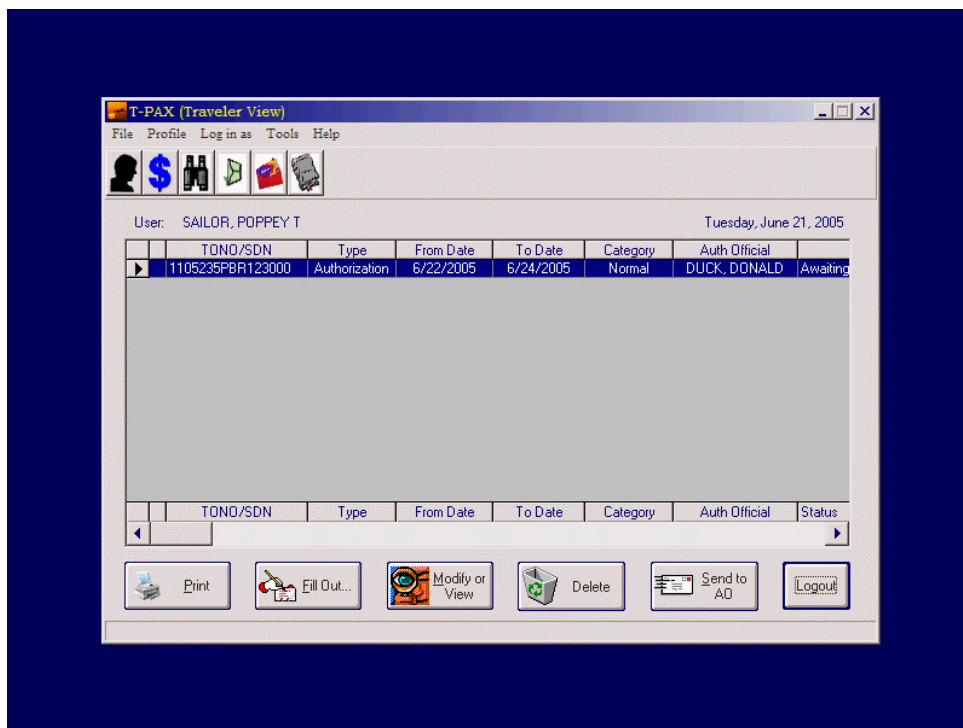 T-PAX (Traveler View)
File Profile Log in as Tools Help
User: SAILOR, POPPEY T Tuesday, June 21, 2005
TONO/SDN Type From Date To Date Category Auth Official
1105235PBR123000 Authorization 6/22/2005 6/24/2005 Normal DUCK, DONALD Awaiting
TONO/SDN Type From Date To Date Category Auth Official Status
Print Fill Out... Modify or View Delete Send to AO Logout